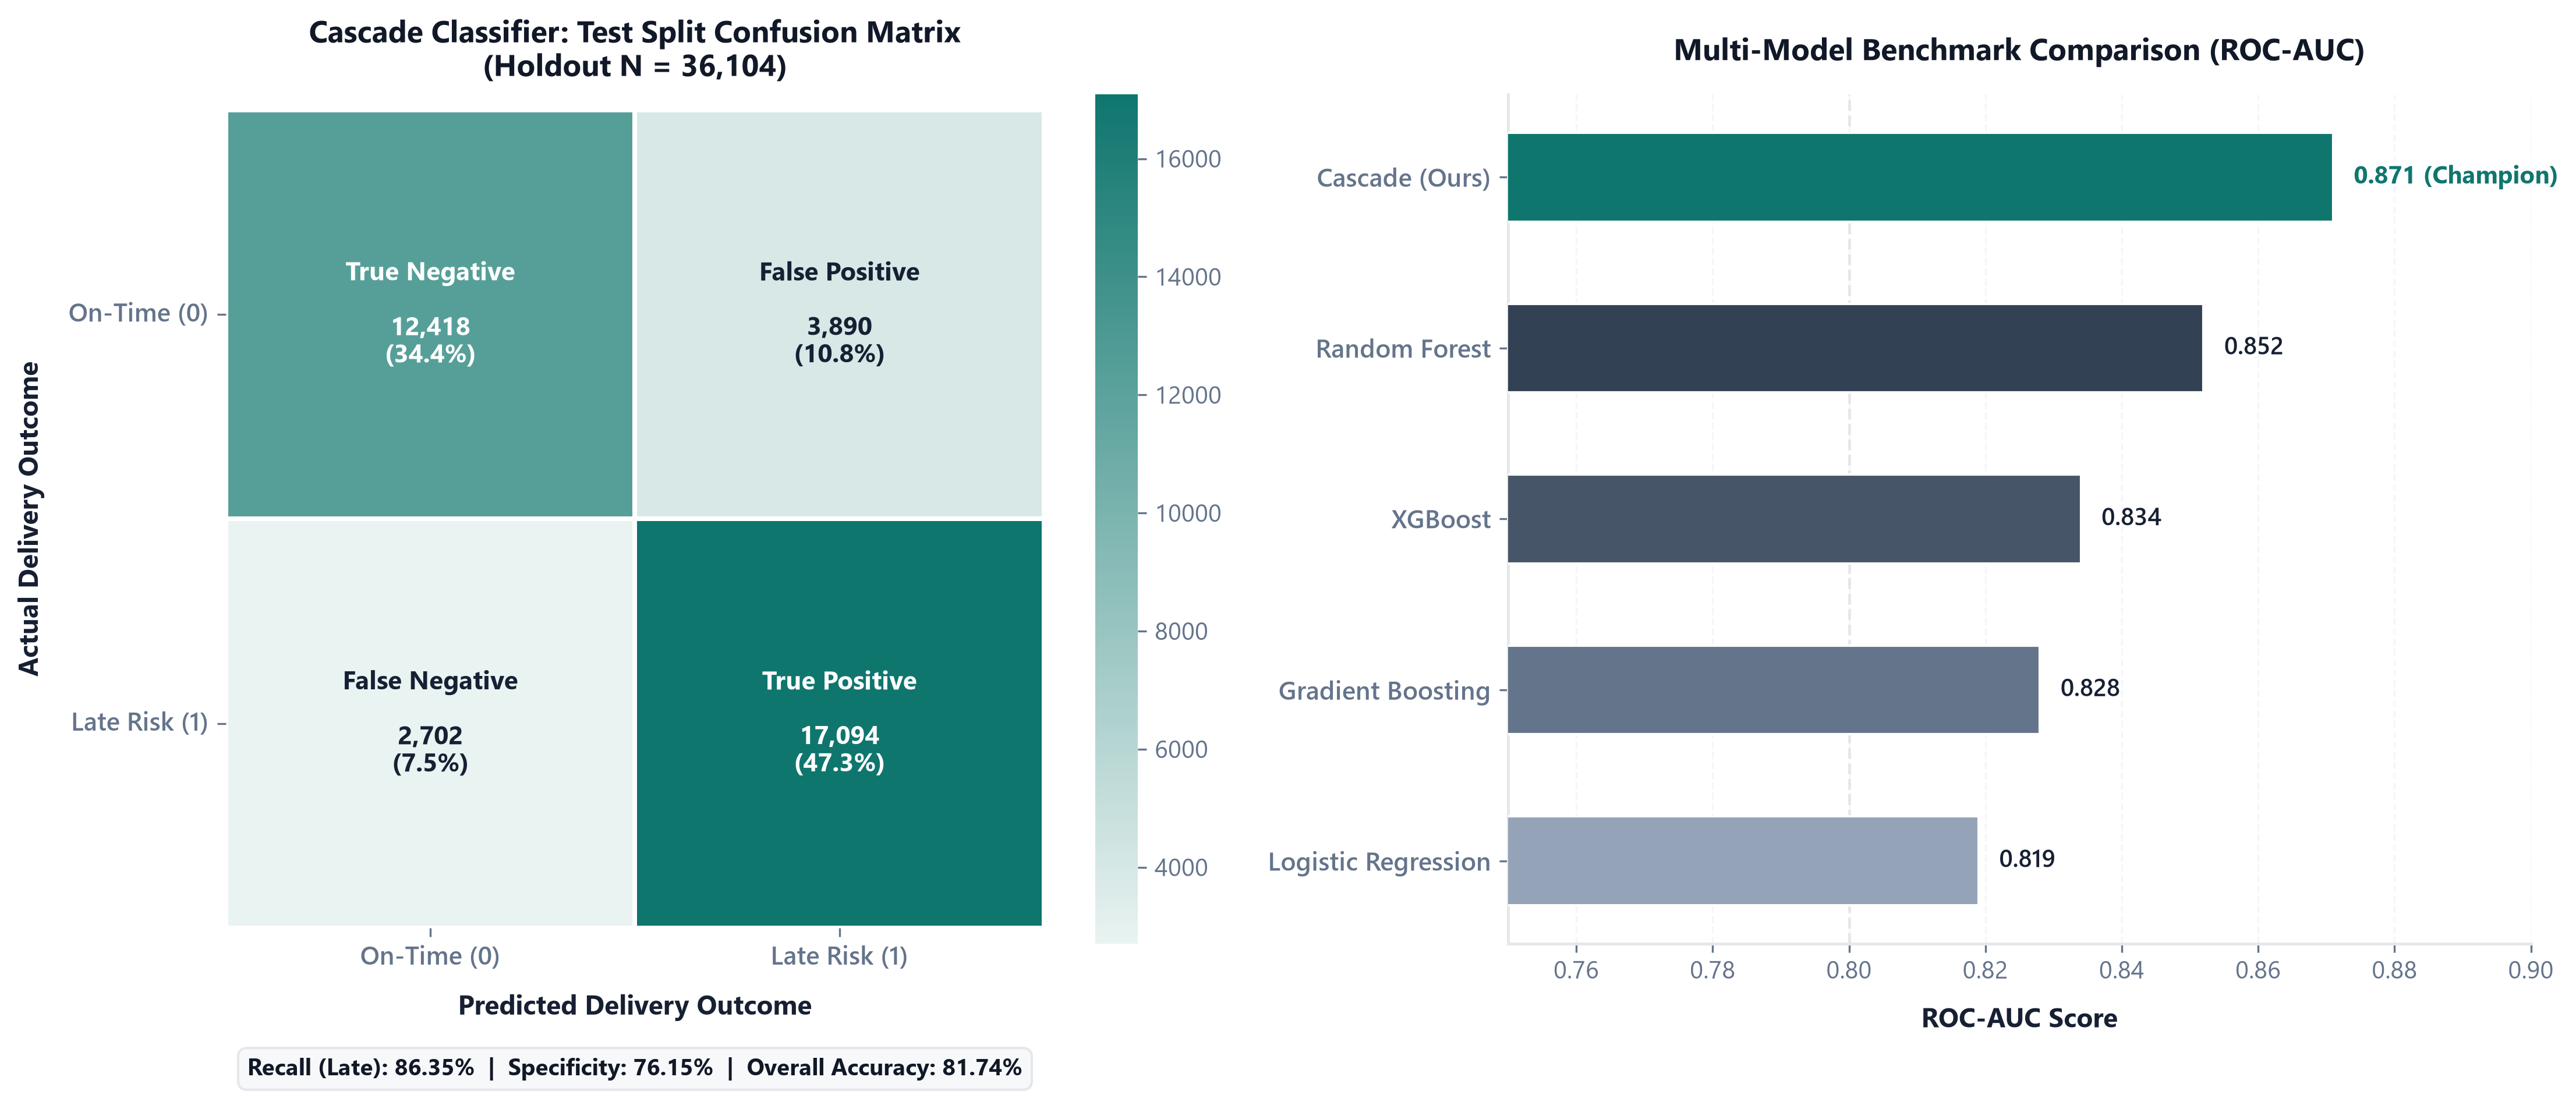 Cascade Classifier: Test Split Confusion Matrix
(Holdout N = 36,104)
Actual Delivery Outcome
On-Time (0)
Late Risk (1)
True Negative
12,418
(34.4%)
False Positive
3,890
(10.8%)
False Negative
2,702
(7.5%)
True Positive
17,094
(47.3%)
On-Time (0)
Late Risk (1)
Predicted Delivery Outcome
Recall (Late): 86.35% | Specificity: 76.15% | Overall Accuracy: 81.74%
16000
14000
12000
10000
8000
6000
4000
Multi-Model Benchmark Comparison (ROC-AUC)
Cascade (Ours)
0.871 (Champion)
Random Forest
0.852
XGBoost
0.834
Gradient Boosting
0.828
Logistic Regression
0.819
0.76
0.78
0.80
0.82
0.84
0.86
0.88
0.90
ROC-AUC Score